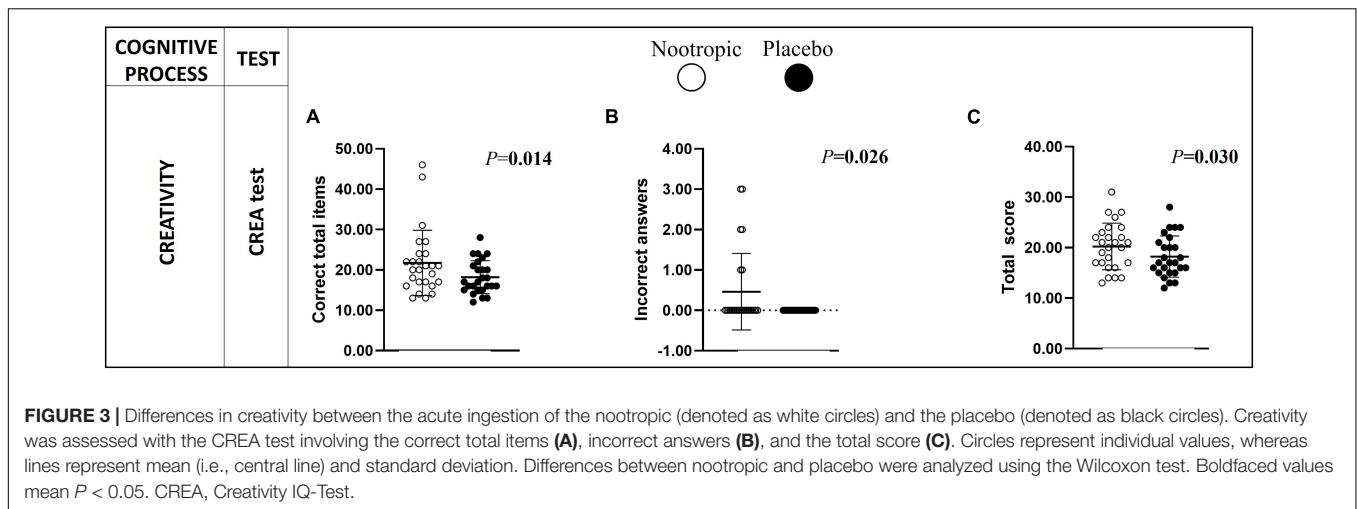 COGNITIVE
PROCESS
TEST
Nootropic Placebo
CREATIVITY
CREA test
A
P=0.014
Correct total items
50.00
40.00
30.00
20.00
10.00
0.00
B
P=0.026
Incorrect answers
4.00
3.00
2.00
1.00
0.00
-1.00
C
P=0.030
Total score
40.00
30.00
20.00
10.00
0.00
FIGURE 3 | Differences in creativity between the acute ingestion of the nootropic (denoted as white circles) and the placebo (denoted as black circles). Creativity
was assessed with the CREA test involving the correct total items (A), incorrect answers (B), and the total score (C). Circles represent individual values, whereas
lines represent mean (i.e., central line) and standard deviation. Differences between nootropic and placebo were analyzed using the Wilcoxon test. Boldfaced values
mean P < 0.05. CREA, Creativity IQ-Test.